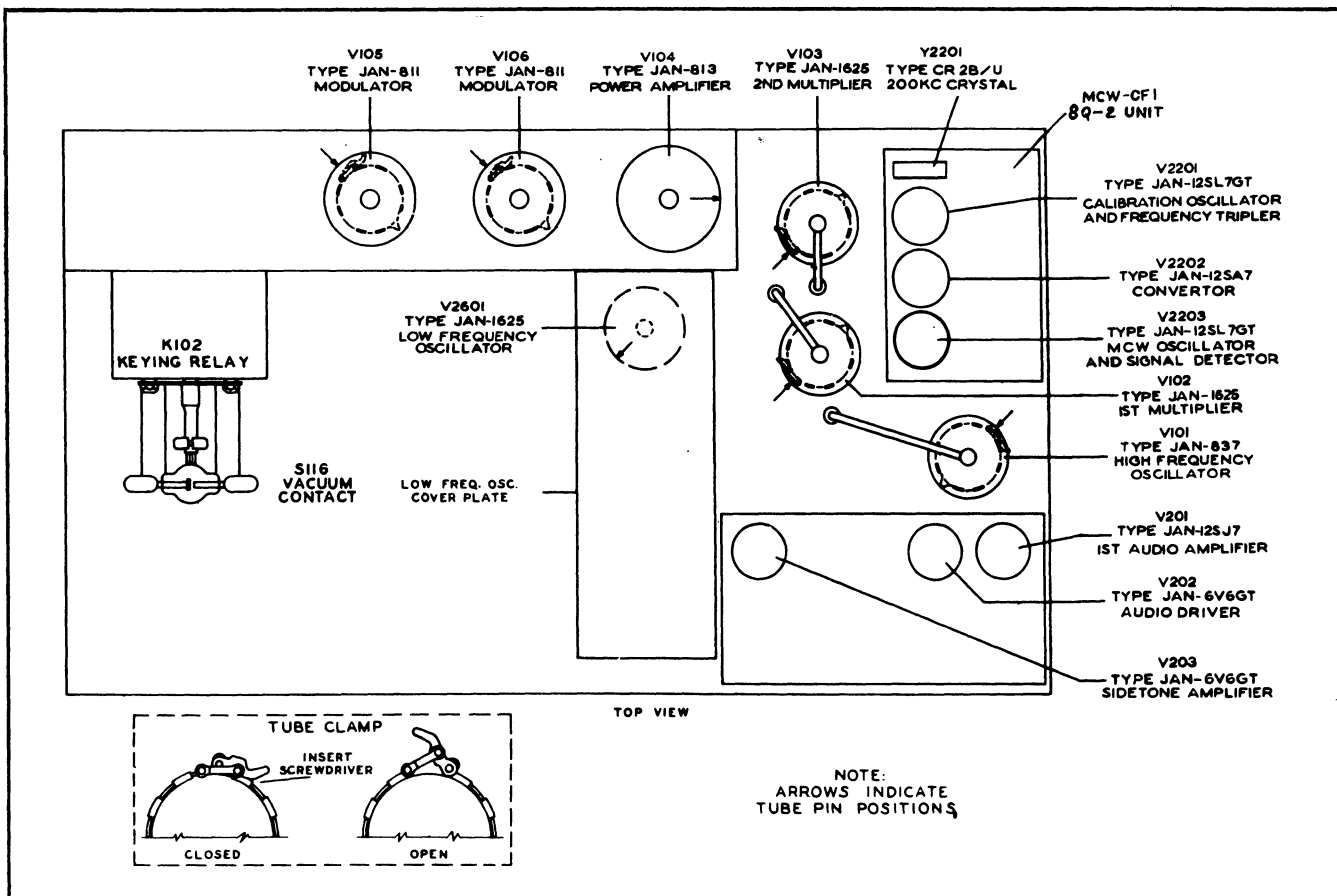 V105
TYPE JAN-811
MODULATOR
V106
TYPE JAN-811
MODULATOR
V104
TYPE JAN-813
POWER AMPLIFIER
V103
TYPE JAN-1625
2ND MULTIPLIER
Y2201
TYPE CR 2B/U
200KC CRYSTAL
MCW-CFI
8Q-2 UNIT
V2201
TYPE JAN-12SL7GT
CALIBRATION OSCILLATOR
AND FREQUENCY TRIPLER
V2202
TYPE JAN-12SA7
CONVERTOR
V2203
TYPE JAN-12SL7GT
MCW OSCILLATOR
AND SIGNAL DETECTOR
V102
TYPE JAN-1625
1ST MULTIPLIER
V101
TYPE JAN-837
HIGH FREQUENCY
OSCILLATOR
V201
TYPE JAN-12SJ7
1ST AUDIO AMPLIFIER
V202
TYPE JAN-6V6GT
AUDIO DRIVER
V203
TYPE JAN-6V6GT
SIDETONE AMPLIFIER
V2601
TYPE JAN-1625
LOW FREQUENCY
OSCILLATOR
K102
KEYING RELAY
S116
VACUUM
CONTACT
LOW FREQ. OSC.
COVER PLATE
TOP VIEW
TUBE CLAMP
INSERT
SCREWDRIVER
CLOSED
OPEN
NOTE:
ARROWS INDICATE
TUBE PIN POSITIONS